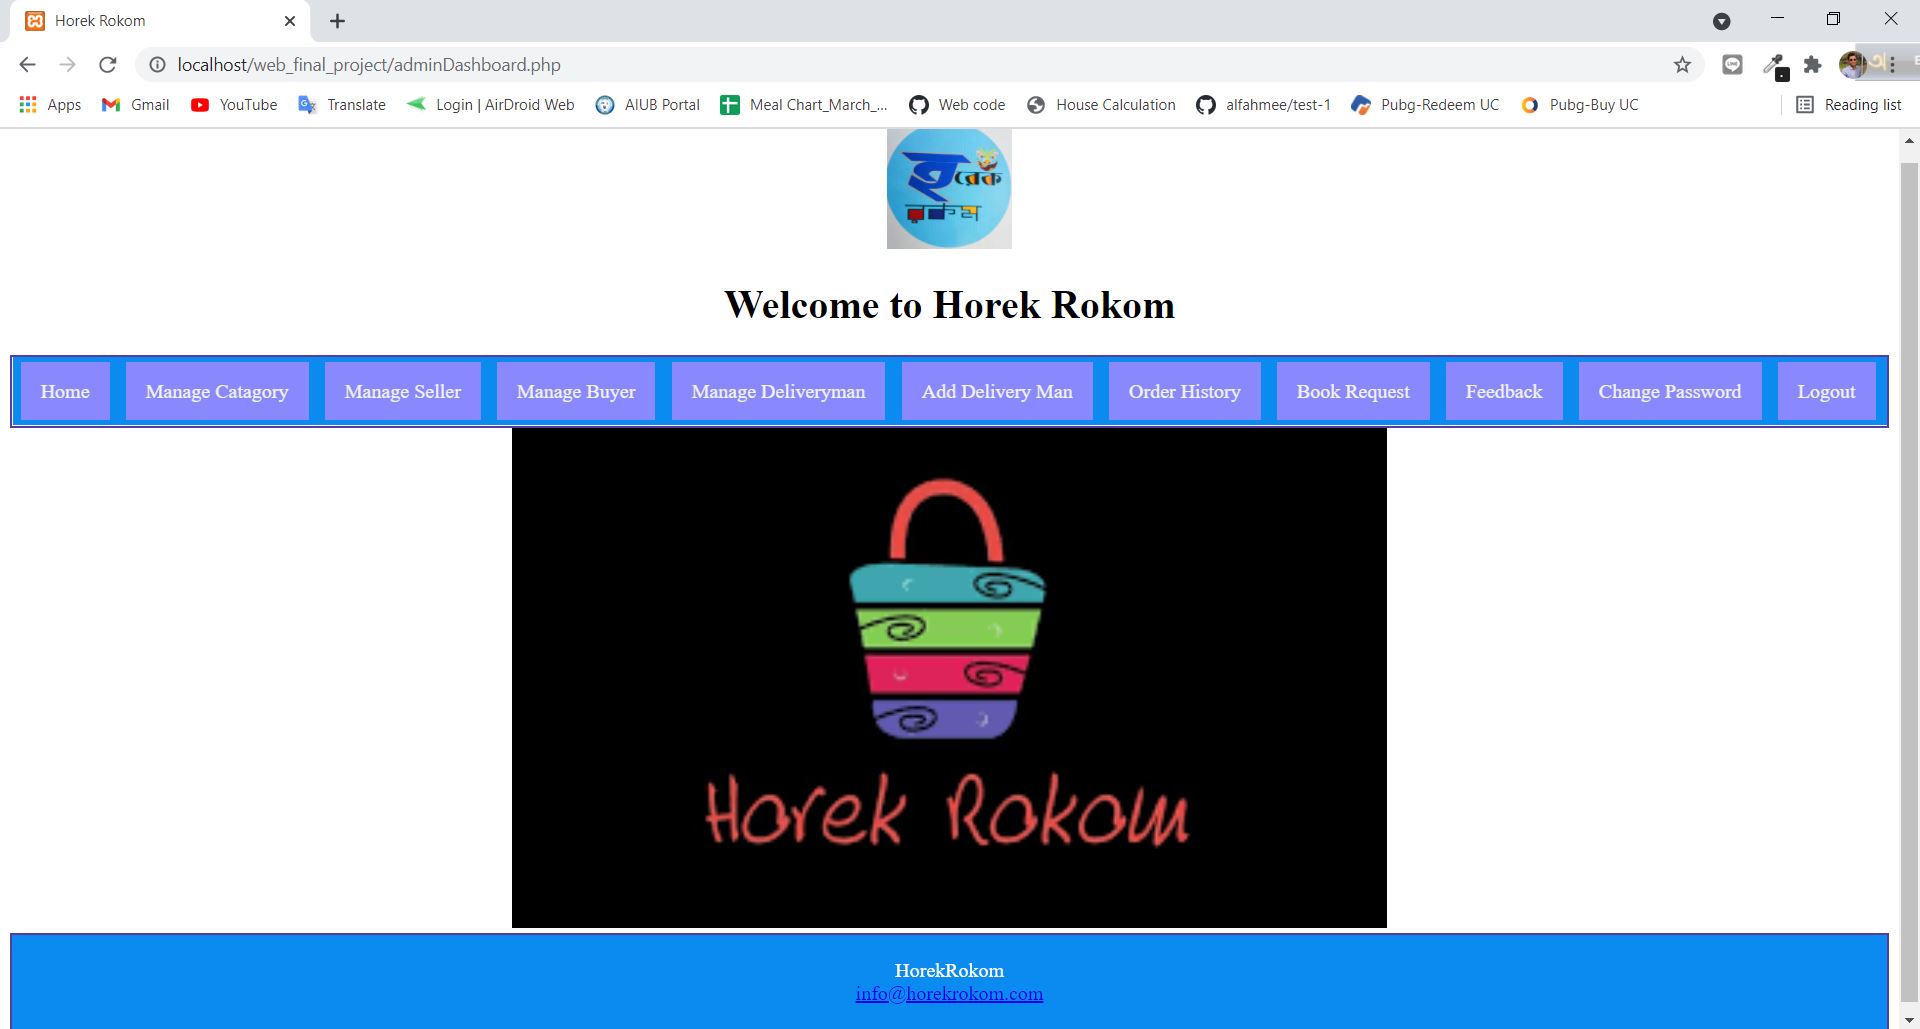 Horek Rokom
localhost/web_final_project/adminDashboard.php
Apps Gmail YouTube Translate Login | AirDroid Web AIUB Portal Meal Chart_March_... Web code House Calculation alfahmee/test-1 Pubg-Redeem UC Pubg-Buy UC Reading list
হরেক
রকম
Welcome to Horek Rokom
Home Manage Catagory Manage Seller Manage Buyer Manage Deliveryman Add Delivery Man Order History Book Request Feedback Change Password Logout
Horek Rokom
HorekRokom
info@horekrokom.com